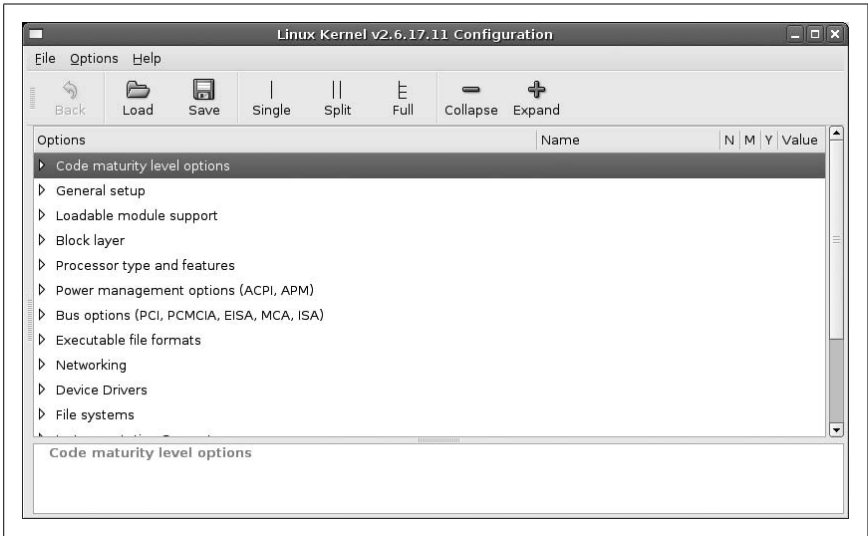 Linux Kernel v2.6.17.11 Configuration
File Options Help
Back Load Save Single Split Full Collapse Expand
Options Name N M Y Value
Code maturity level options
General setup
Loadable module support
Block layer
Processor type and features
Power management options (ACPI, APM)
Bus options (PCI, PCMCIA, EISA, MCA, ISA)
Executable file formats
Networking
Device Drivers
File systems
Code maturity level options